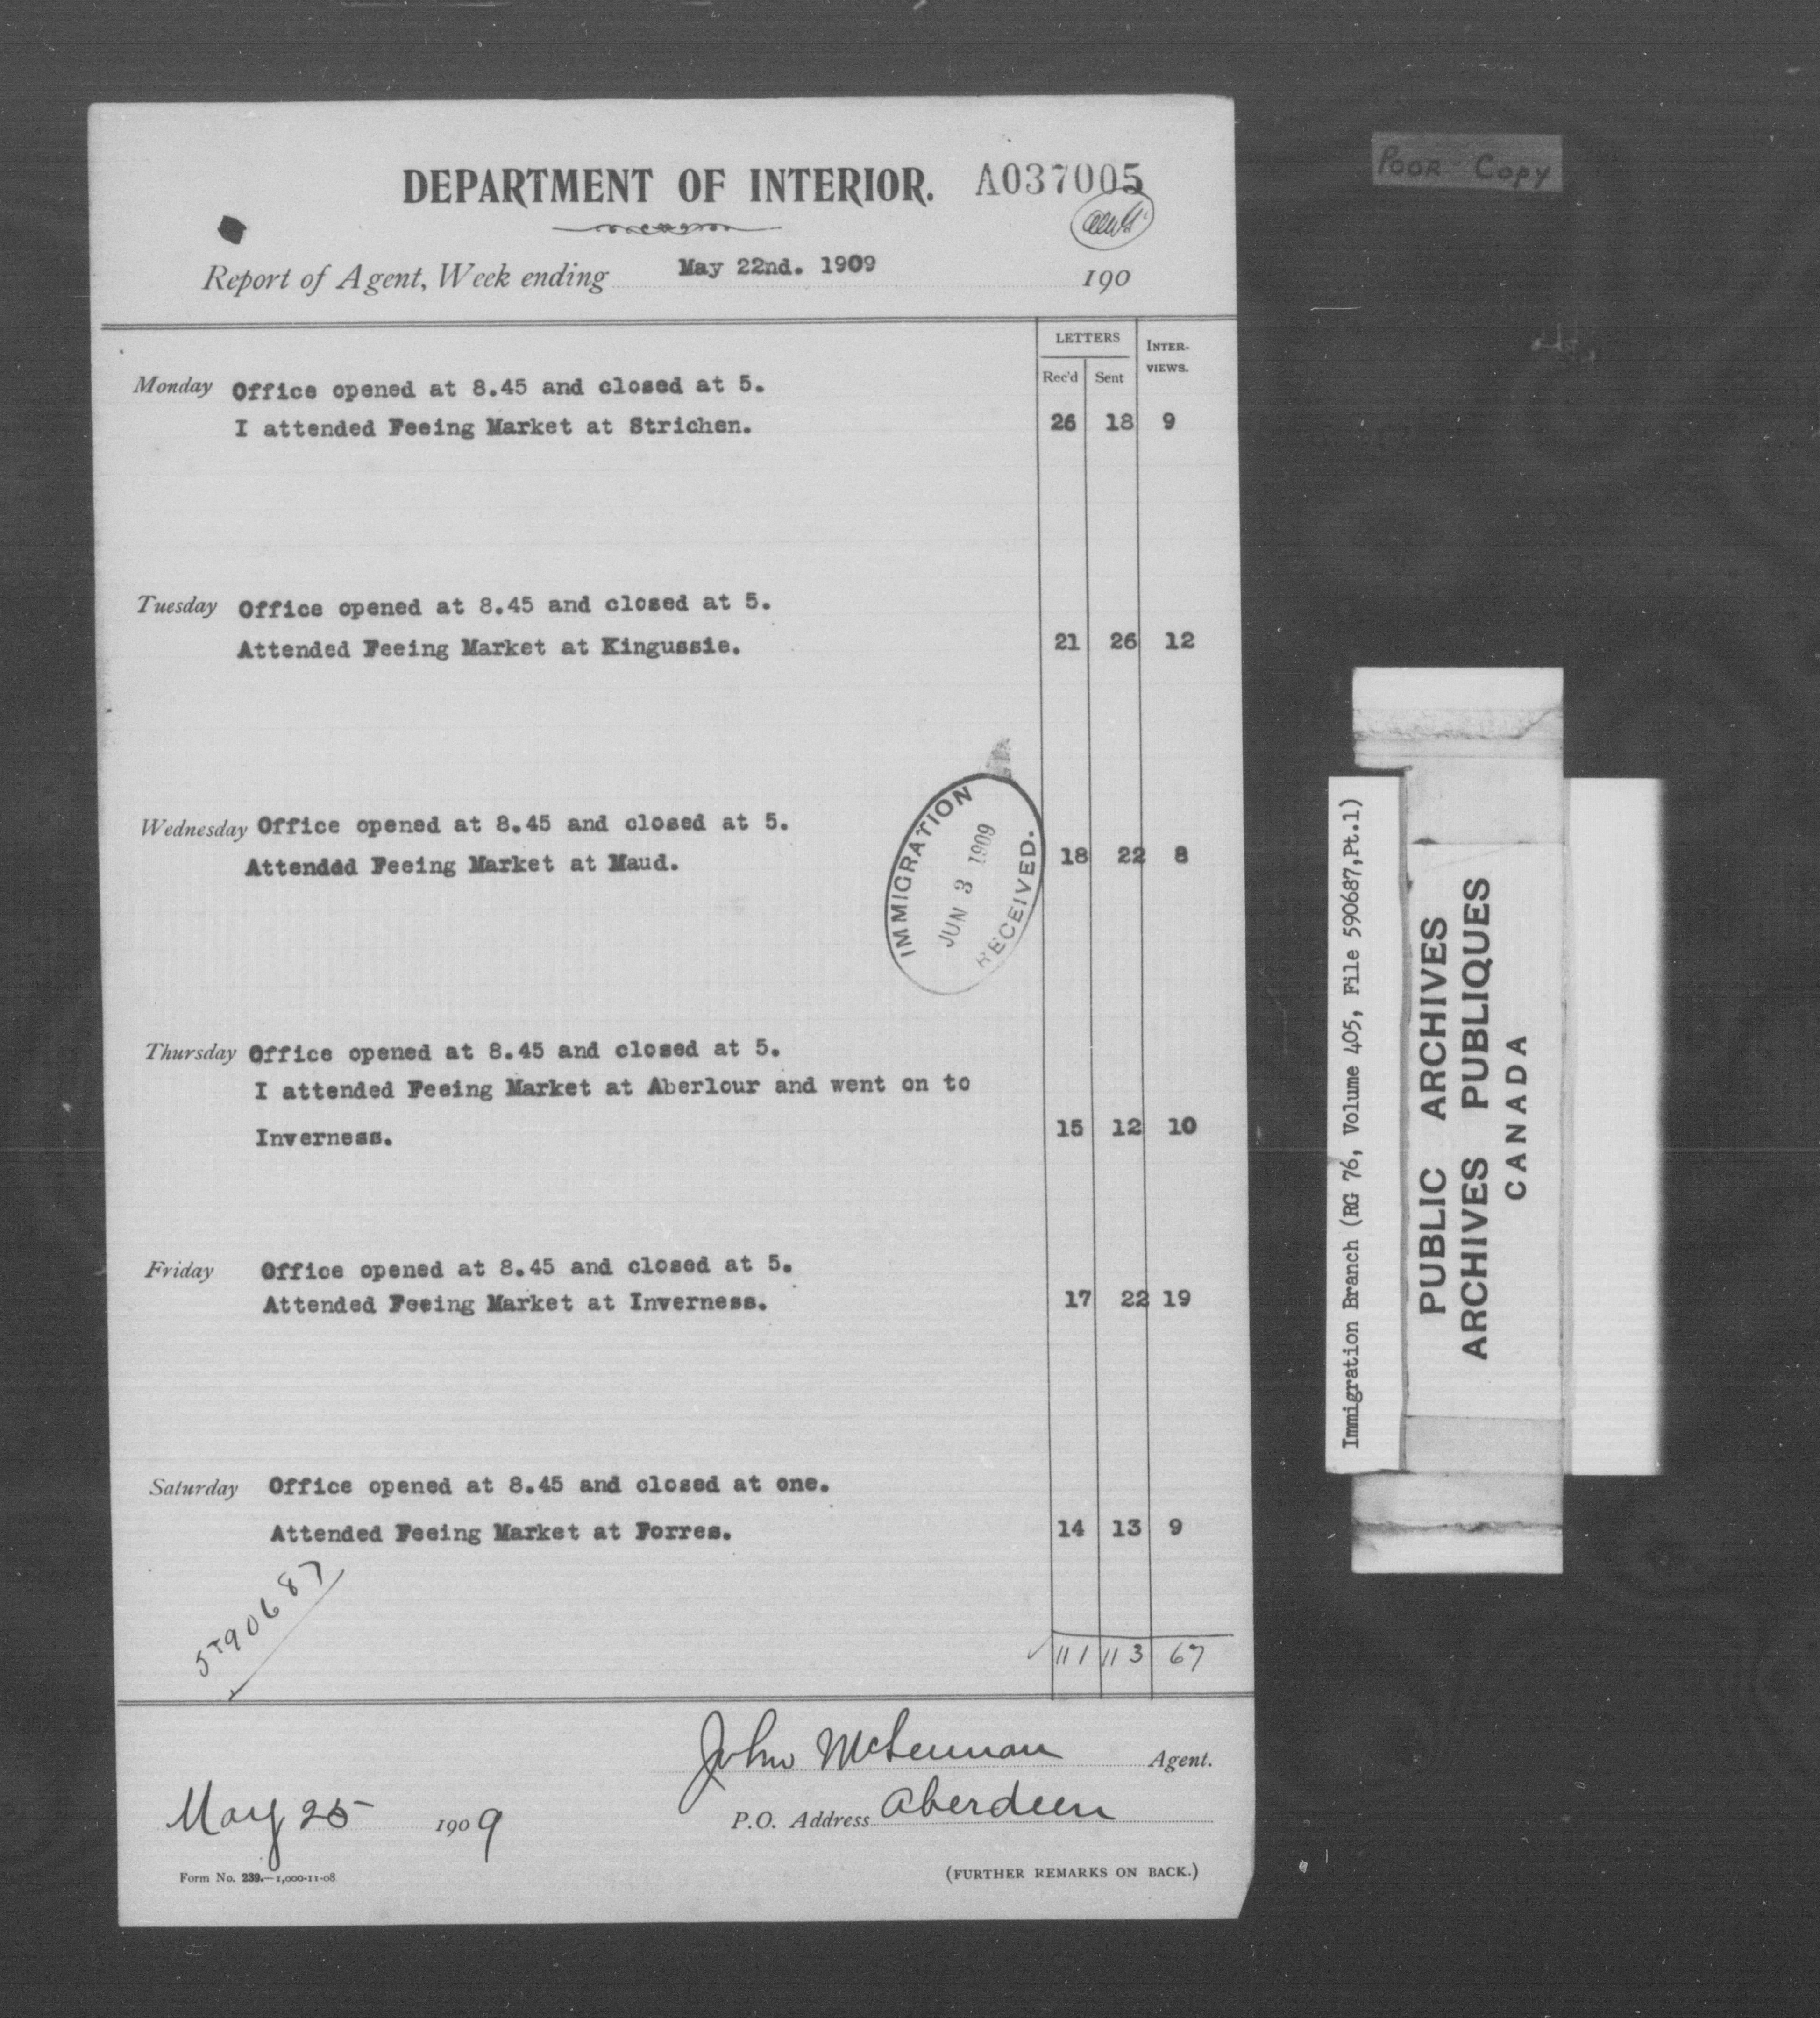 DEPARTMENT OF INTERIOR. A037005
Report of Agent, Week ending May 22nd. 1909 190
LETTERS INTER-
VIEWS.
Rec'd Sent
Monday Office opened at 8.45 and closed at 5.
I attended Feeing Market at Strichen. 26 18 9
Tuesday Office opened at 8.45 and closed at 5.
Attended Feeing Market at Kingussie. 21 26 12
Wednesday Office opened at 8.45 and closed at 5.
Attended Feeing Market at Maud. 18 22 8
IMMIGRATION
JUN 3 1909
RECEIVED.
Thursday Office opened at 8.45 and closed at 5.
I attended Feeing Market at Aberlour and went on to
Inverness. 15 12 10
Friday Office opened at 8.45 and closed at 5.
Attended Feeing Market at Inverness. 17 22 19
Saturday Office opened at 8.45 and closed at one.
Attended Feeing Market at Forres. 14 13 9
590687
111 113 67
John McLennan Agent.
May 25 1909 P.O. Address Aberdeen
Form No. 239.—1,000-11-08 (FURTHER REMARKS ON BACK.)
POOR COPY
Immigration Branch (RG 76, Volume 405, File 590687,Pt.1)
PUBLIC ARCHIVES
ARCHIVES PUBLIQUES
CANADA